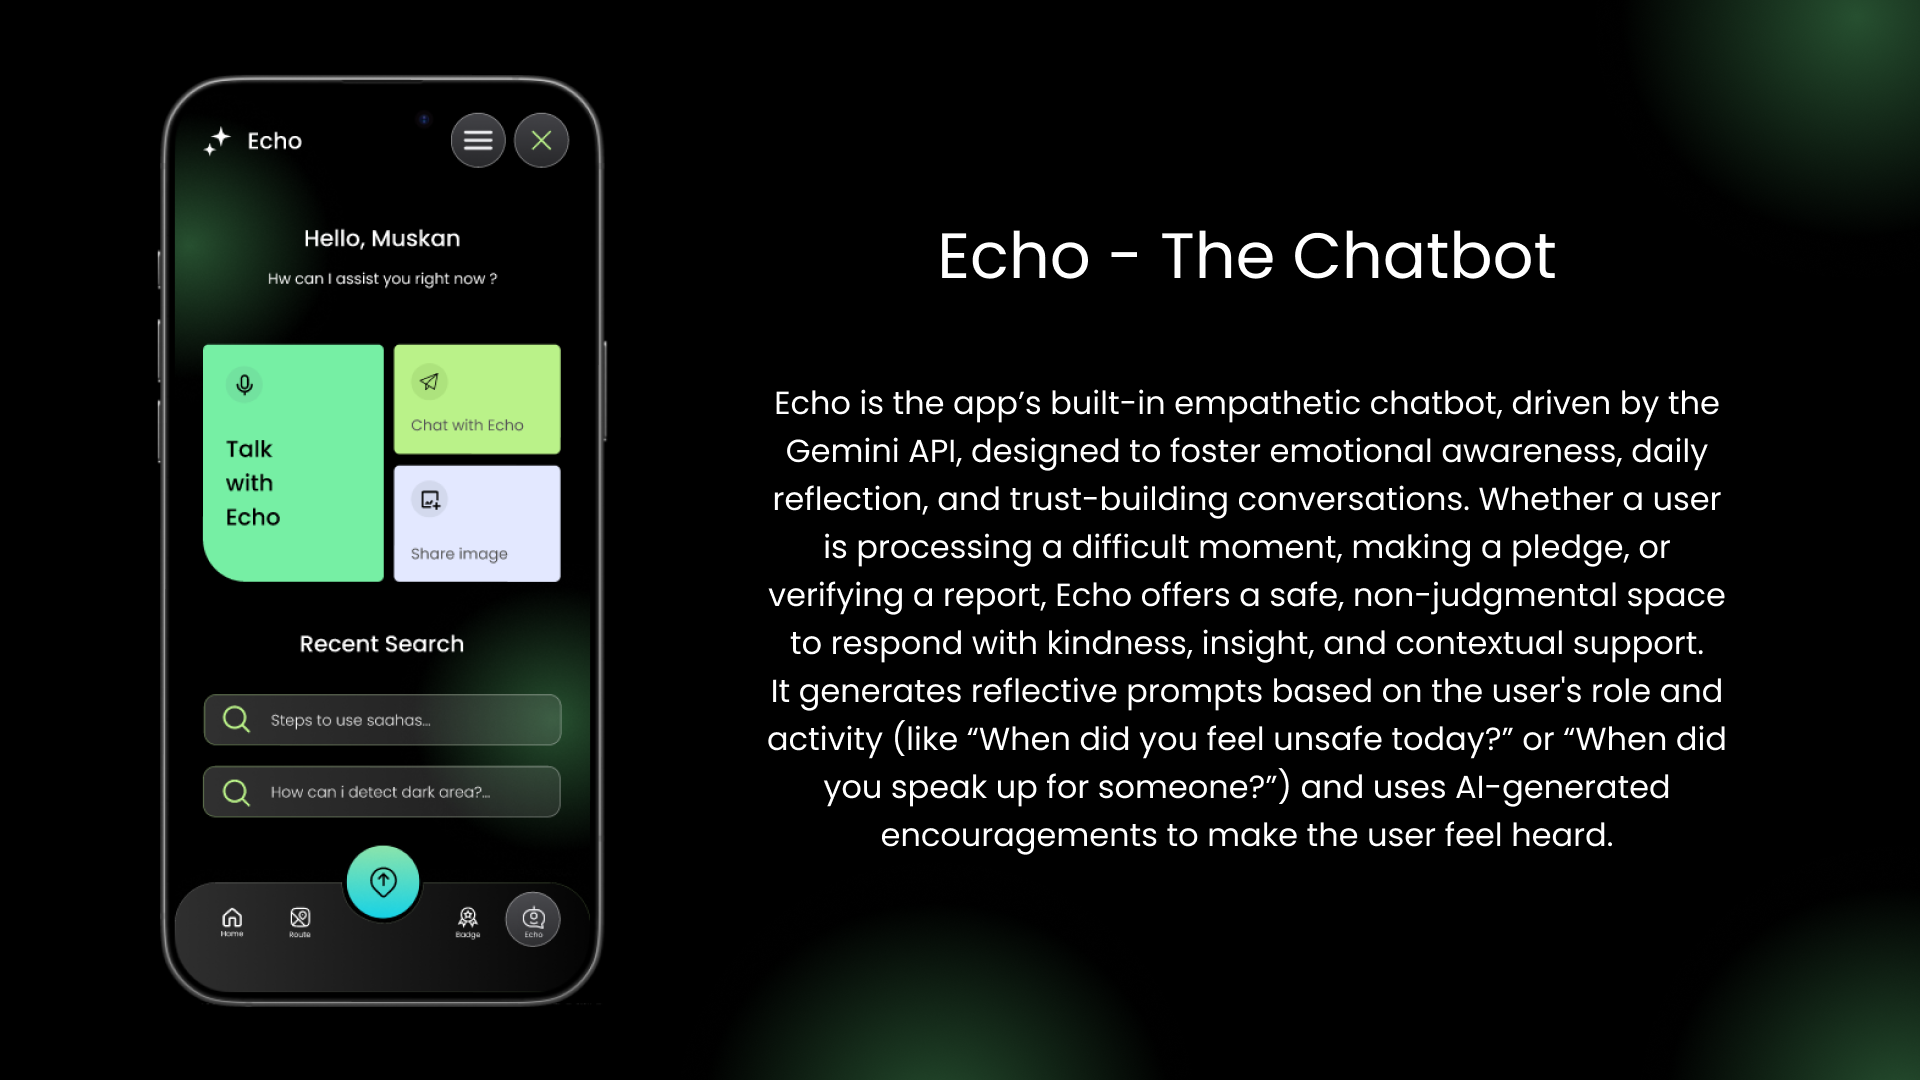 Echo
Hello, Muskan
Hw can I assist you right now ?
Talk
with
Echo
Chat with Echo
Share image
Recent Search
Steps to use saahas...
How can i detect dark area?...
Home
Route
Badge
Echo
Echo - The Chatbot
Echo is the app’s built-in empathetic chatbot, driven by the
Gemini API, designed to foster emotional awareness, daily
reflection, and trust-building conversations. Whether a user
is processing a difficult moment, making a pledge, or
verifying a report, Echo offers a safe, non-judgmental space
to respond with kindness, insight, and contextual support.
It generates reflective prompts based on the user's role and
activity (like “When did you feel unsafe today?” or “When did
you speak up for someone?”) and uses AI-generated
encouragements to make the user feel heard.